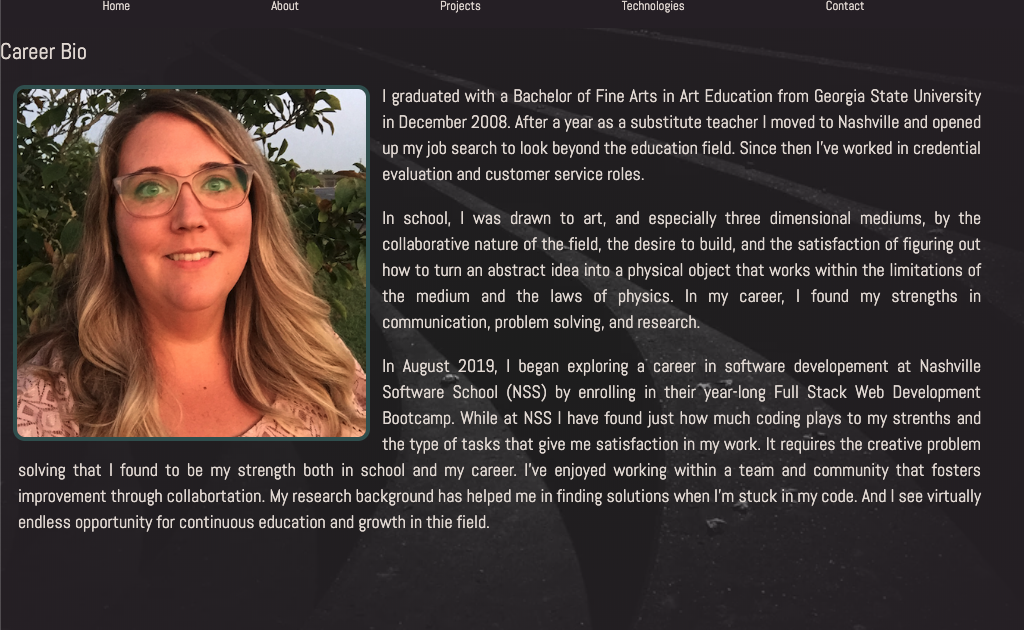 Home About Projects Technologies Contact
Career Bio
I graduated with a Bachelor of Fine Arts in Art Education from Georgia State University
in December 2008. After a year as a substitute teacher I moved to Nashville and opened
up my job search to look beyond the education field. Since then I've worked in credential
evaluation and customer service roles.
In school, I was drawn to art, and especially three dimensional mediums, by the
collaborative nature of the field, the desire to build, and the satisfaction of figuring out
how to turn an abstract idea into a physical object that works within the limitations of
the medium and the laws of physics. In my career, I found my strengths in
communication, problem solving, and research.
In August 2019, I began exploring a career in software developement at Nashville
Software School (NSS) by enrolling in their year-long Full Stack Web Development
Bootcamp. While at NSS I have found just how much coding plays to my strenths and
the type of tasks that give me satisfaction in my work. It requires the creative problem
solving that I found to be my strength both in school and my career. I've enjoyed working within a team and community that fosters
improvement through collabortation. My research background has helped me in finding solutions when I'm stuck in my code. And I see virtually
endless opportunity for continuous education and growth in thie field.